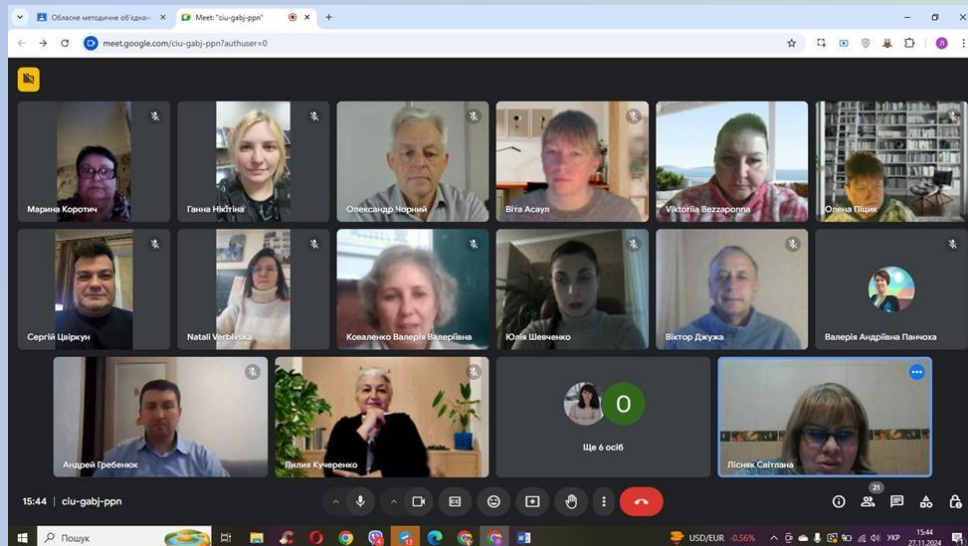 Обласне методичне об'єднан
Meet: "ciu-gabj-ppn"
meet.google.com/ciu-gabj-ppn?authuser=0
Л
Марина Коротич
Ганна Нікітіна
Олександр Чорний
Віта Асаул
Viktoriia Bezzaponna
Олена Піцик
Сергій Цвіркун
Natali Verbivska
Коваленко Валерія Валеріївна
Юлія Шевченко
Віктор Джужа
Валерія Андріївна Панчоха
О
Андрей Гребенюк
Лилия Кучеренко
Ще 6 осіб
Лісняк Світлана
15:44 | ciu-gabj-ppn
21
Пошук
USD/EUR -0.56%
УКР
15:44
27.11.2024